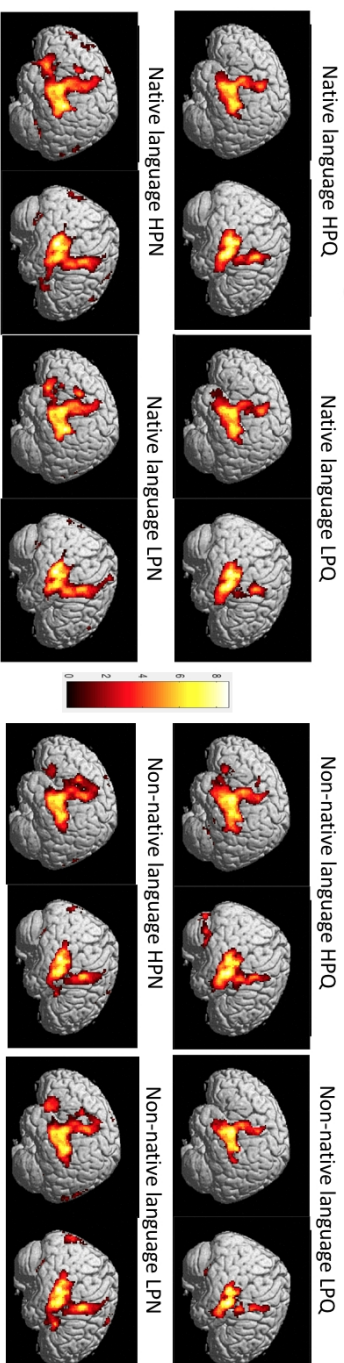 Native language HPQ
Native language LPQ
Non-native language HPQ
Non-native language LPQ
Native language HPN
Native language LPN
Non-native language HPN
Non-native language LPN
0
2
4
6
8